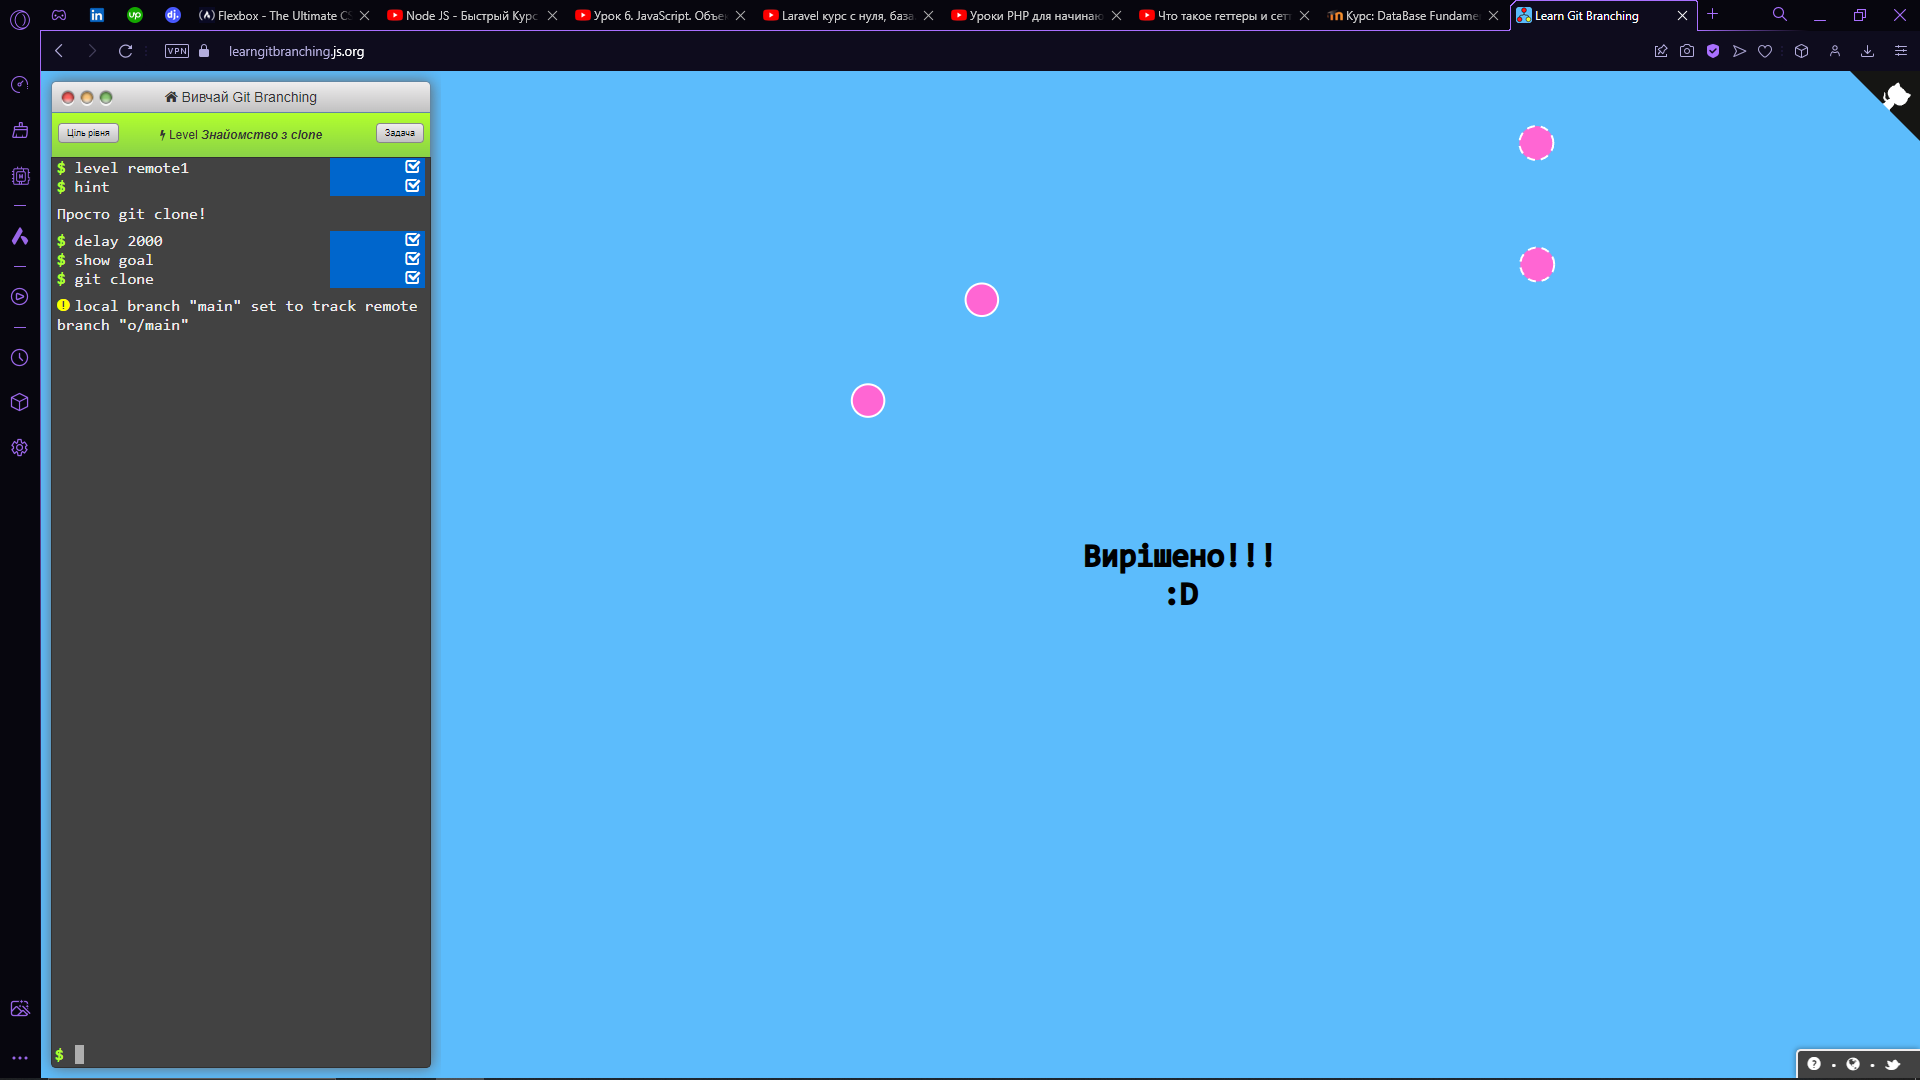 Flexbox - The Ultimate CS
Node JS - Быстрый Курс
Урок 6. JavaScript. Объе
Laravel курс с нуля, база
Уроки PHP для начинаю
Что такое геттеры и сет
Курс: DataBase Fundame
Learn Git Branching
VPN
learngitbranching.js.org
Вивчай Git Branching
Ціль рівня
Level Знайомство з clone
Задача
$ level remote1
$ hint
Просто git clone!
$ delay 2000
$ show goal
$ git clone
local branch "main" set to track remote
branch "o/main"
Вирішено!!!
:D
$